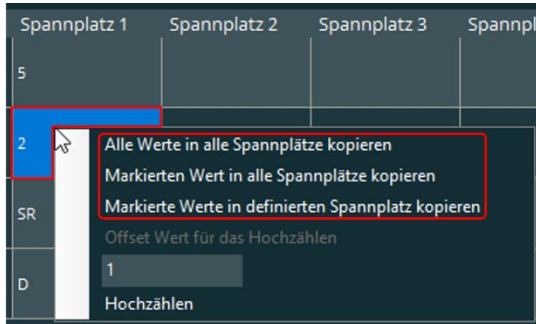 Spannplatz 1 Spannplatz 2 Spannplatz 3 Spannpl
5
2
Alle Werte in alle Spannplätze kopieren
Markierten Wert in alle Spannplätze kopieren
SR
Markierte Werte in definierten Spannplatz kopieren
Offset Wert für das Hochzählen
D
1
Hochzählen